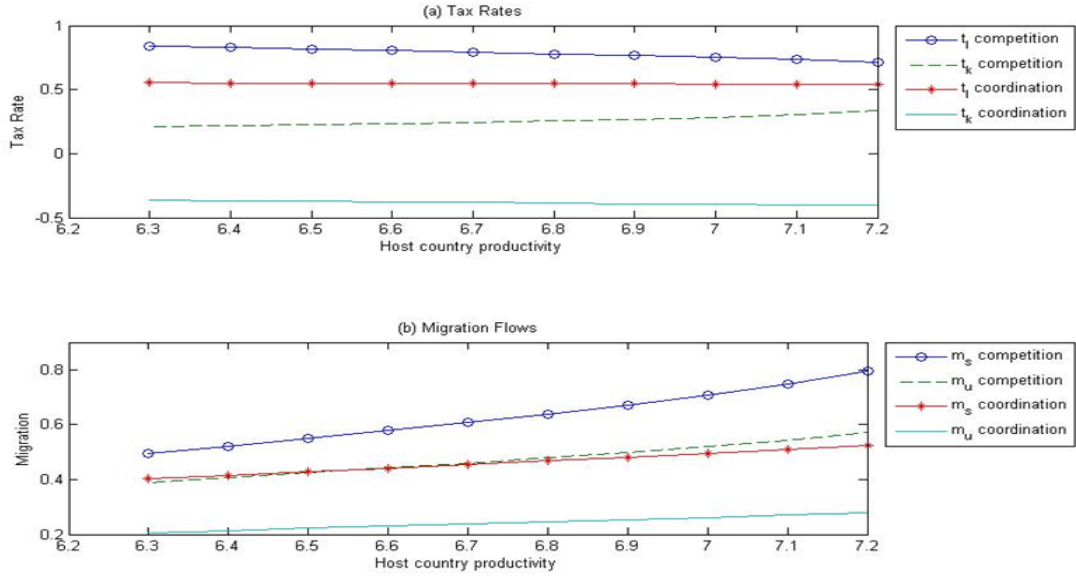 (a) Tax Rates
1
0.5
0
-0.5
Tax Rate
6.2 6.3 6.4 6.5 6.6 6.7 6.8 6.9 7 7.1 7.2
Host country productivity
t_l competition
t_k competition
t_l coordination
t_k coordination
(b) Migration Flows
0.8
0.6
0.4
0.2
Migration
6.2 6.3 6.4 6.5 6.6 6.7 6.8 6.9 7 7.1 7.2
Host country productivity
m_s competition
m_u competition
m_s coordination
m_u coordination